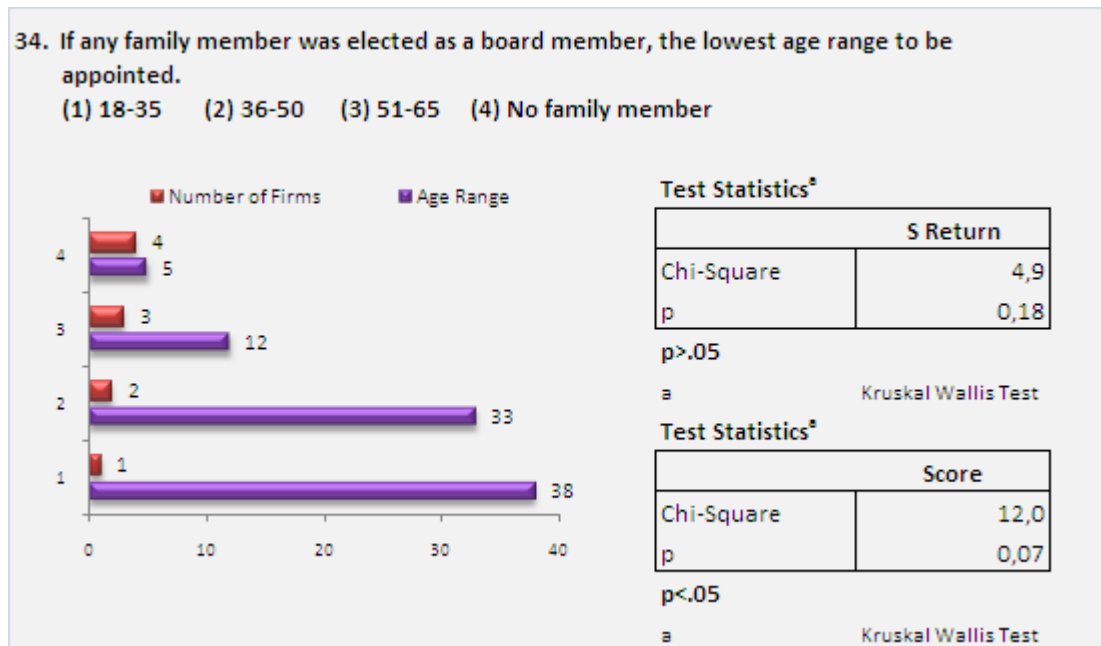 34. If any family member was elected as a board member, the lowest age range to be
appointed.
(1) 18-35 (2) 36-50 (3) 51-65 (4) No family member
Number of Firms Age Range
4 4
5
3 3
12
2 2
33
1 1
38
0 10 20 30 40
Test Statisticsª
S Return
Chi-Square 4,9
p 0,18
p>.05
a Kruskal Wallis Test
Test Statisticsª
Score
Chi-Square 12,0
p 0,07
p<.05
a Kruskal Wallis Test